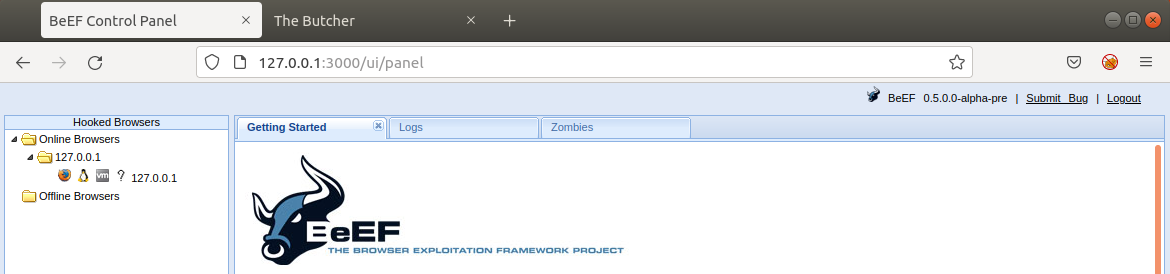 BeEF Control Panel
The Butcher
127.0.0.1:3000/ui/panel
BeEF 0.5.0.0-alpha-pre | Submit Bug | Logout
Hooked Browsers
Online Browsers
127.0.0.1
vm ? 127.0.0.1
Offline Browsers
Getting Started
Logs
Zombies
BeEF
THE BROWSER EXPLOITATION FRAMEWORK PROJECT